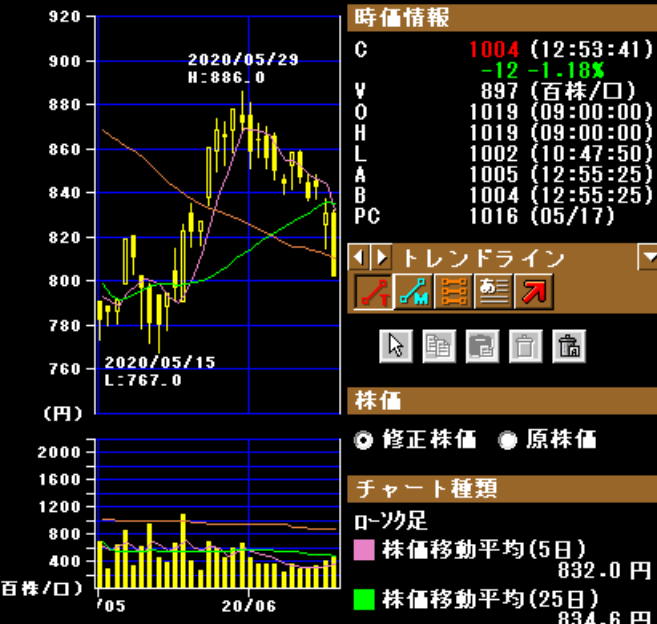 920
900
880
860
840
820
800
780
760
(円)
2020/05/29
H:886.0
2020/05/15
L:767.0
2000
1600
1200
800
400
百株/口)
'05
20/06
時価情報
C 1004 (12:53:41)
-12 -1.18%
V 897 (百株/口)
O 1019 (09:00:00)
H 1019 (09:00:00)
L 1002 (10:47:50)
A 1005 (12:55:25)
B 1004 (12:55:25)
PC 1016 (05/17)
トレンドライン
T
M
あ
株価
修正株価 原株価
チャート種類
ローソク足
株価移動平均(5日)
832.0 円
株価移動平均(25日)
834.6 円